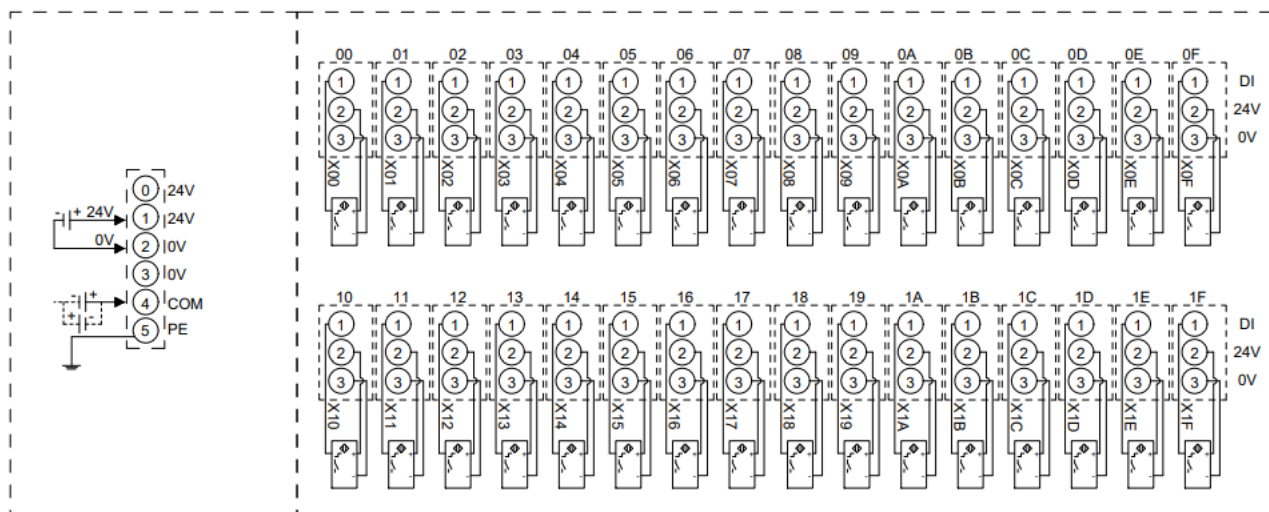 00 01 02 03 04 05 06 07 08 09 0A 0B 0C 0D 0E 0F
1 1 1 1 1 1 1 1 1 1 1 1 1 1 1 1 DI
2 2 2 2 2 2 2 2 2 2 2 2 2 2 2 2 24V
3 3 3 3 3 3 3 3 3 3 3 3 3 3 3 3 0V
X00 X01 X02 X03 X04 X05 X06 X07 X08 X09 X0A X0B X0C X0D X0E X0F
0 24V
- + 24V 1 24V
0V 2 0V
3 0V
- + 4 COM
+ - 5 PE
10 11 12 13 14 15 16 17 18 19 1A 1B 1C 1D 1E 1F
1 1 1 1 1 1 1 1 1 1 1 1 1 1 1 1 DI
2 2 2 2 2 2 2 2 2 2 2 2 2 2 2 2 24V
3 3 3 3 3 3 3 3 3 3 3 3 3 3 3 3 0V
X10 X11 X12 X13 X14 X15 X16 X17 X18 X19 X1A X1B X1C X1D X1E X1F